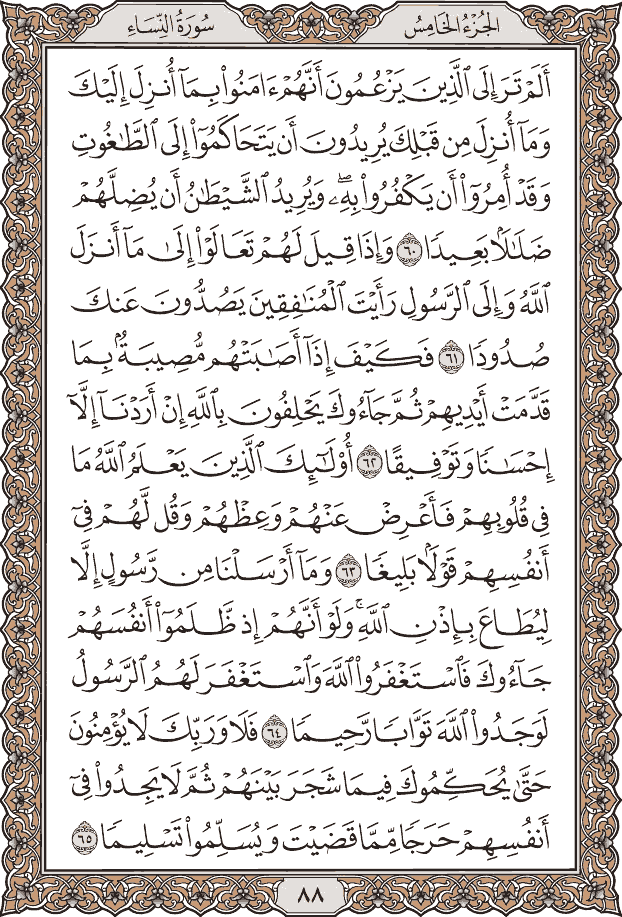 الجُزْءُ الخَامِسُ
سُورَةُ النِّسَاءِ
أَلَمْ تَرَ إِلَى ٱلَّذِينَ يَزْعُمُونَ أَنَّهُمْ ءَامَنُوا۟ بِمَآ أُنزِلَ إِلَيْكَ
وَمَآ أُنزِلَ مِن قَبْلِكَ يُرِيدُونَ أَن يَتَحَاكَمُوٓا۟ إِلَى ٱلطَّـٰغُوتِ
وَقَدْ أُمِرُوٓا۟ أَن يَكْفُرُوا۟ بِهِۦۖ وَيُرِيدُ ٱلشَّيْطَـٰنُ أَن يُضِلَّهُمْ
ضَلَـٰلًۢا بَعِيدًا ٦٠ وَإِذَا قِيلَ لَهُمْ تَعَالَوْا۟ إِلَىٰ مَآ أَنزَلَ
ٱللَّهُ وَإِلَى ٱلرَّسُولِ رَأَيْتَ ٱلْمُنَـٰفِقِينَ يَصُدُّونَ عَنكَ
صُدُودًا ٦١ فَكَيْفَ إِذَآ أَصَـٰبَتْهُم مُّصِيبَةٌۢ بِمَا
قَدَّمَتْ أَيْدِيهِمْ ثُمَّ جَآءُوكَ يَحْلِفُونَ بِٱللَّهِ إِنْ أَرَدْنَآ إِلَّآ
إِحْسَـٰنًا وَتَوْفِيقًا ٦٢ أُو۟لَـٰٓئِكَ ٱلَّذِينَ يَعْلَمُ ٱللَّهُ مَا
فِى قُلُوبِهِمْ فَأَعْرِضْ عَنْهُمْ وَعِظْهُمْ وَقُل لَّهُمْ فِىٓ
أَنفُسِهِمْ قَوْلًۢا بَلِيغًا ٦٣ وَمَآ أَرْسَلْنَا مِن رَّسُولٍ إِلَّا
لِيُطَاعَ بِإِذْنِ ٱللَّهِۚ وَلَوْ أَنَّهُمْ إِذ ظَّلَمُوٓا۟ أَنفُسَهُمْ
جَآءُوكَ فَٱسْتَغْفَرُوا۟ ٱللَّهَ وَٱسْتَغْفَرَ لَهُمُ ٱلرَّسُولُ
لَوَجَدُوا۟ ٱللَّهَ تَوَّابًا رَّحِيمًا ٦٤ فَلَا وَرَبِّكَ لَا يُؤْمِنُونَ
حَتَّىٰ يُحَكِّمُوكَ فِيمَا شَجَرَ بَيْنَهُمْ ثُمَّ لَا يَجِدُوا۟ فِىٓ
أَنفُسِهِمْ حَرَجًا مِّمَّا قَضَيْتَ وَيُسَلِّمُوا۟ تَسْلِيمًا ٦٥
٨٨